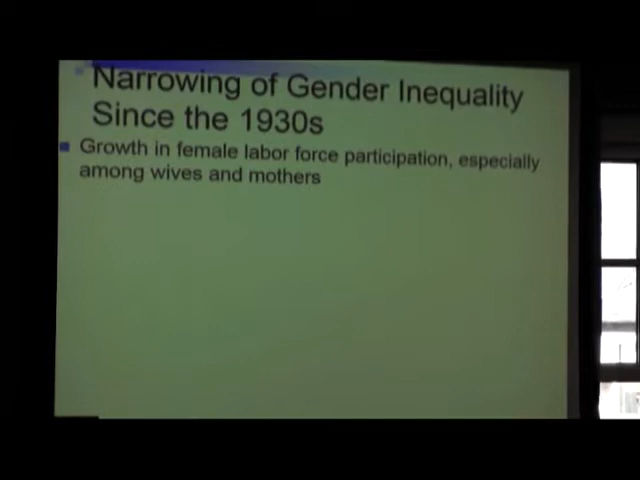 Narrowing of Gender Inequality
Since the 1930s
Growth in female labor force participation, especially
among wives and mothers